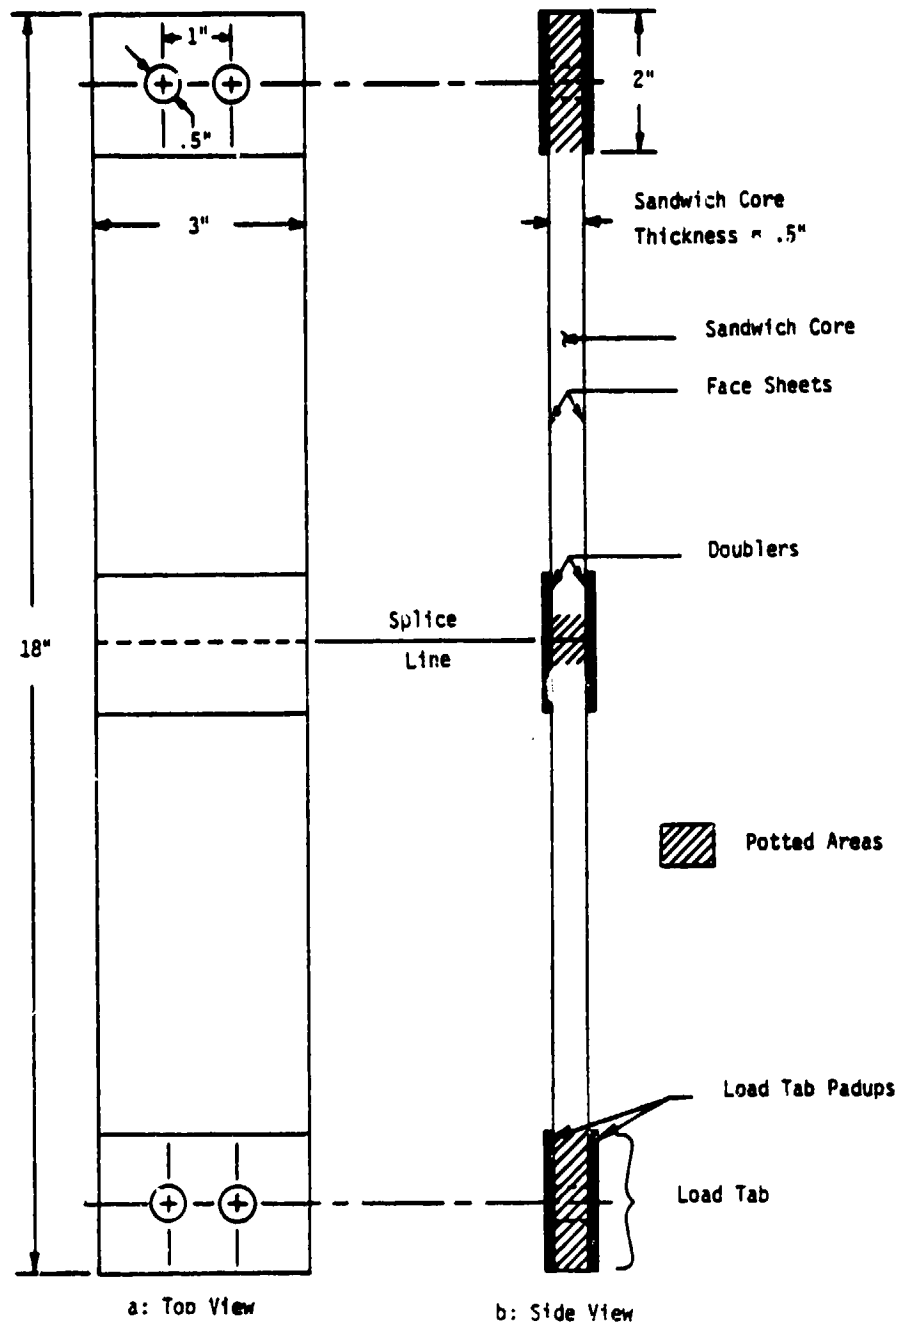 1"
2"
.5"
Sandwich Core
Thickness = .5"
3"
Sandwich Core
Face Sheets
Doublers
Splice
Line
18"
Potted Areas
Load Tab Padups
Load Tab
a: Top View
b: Side View